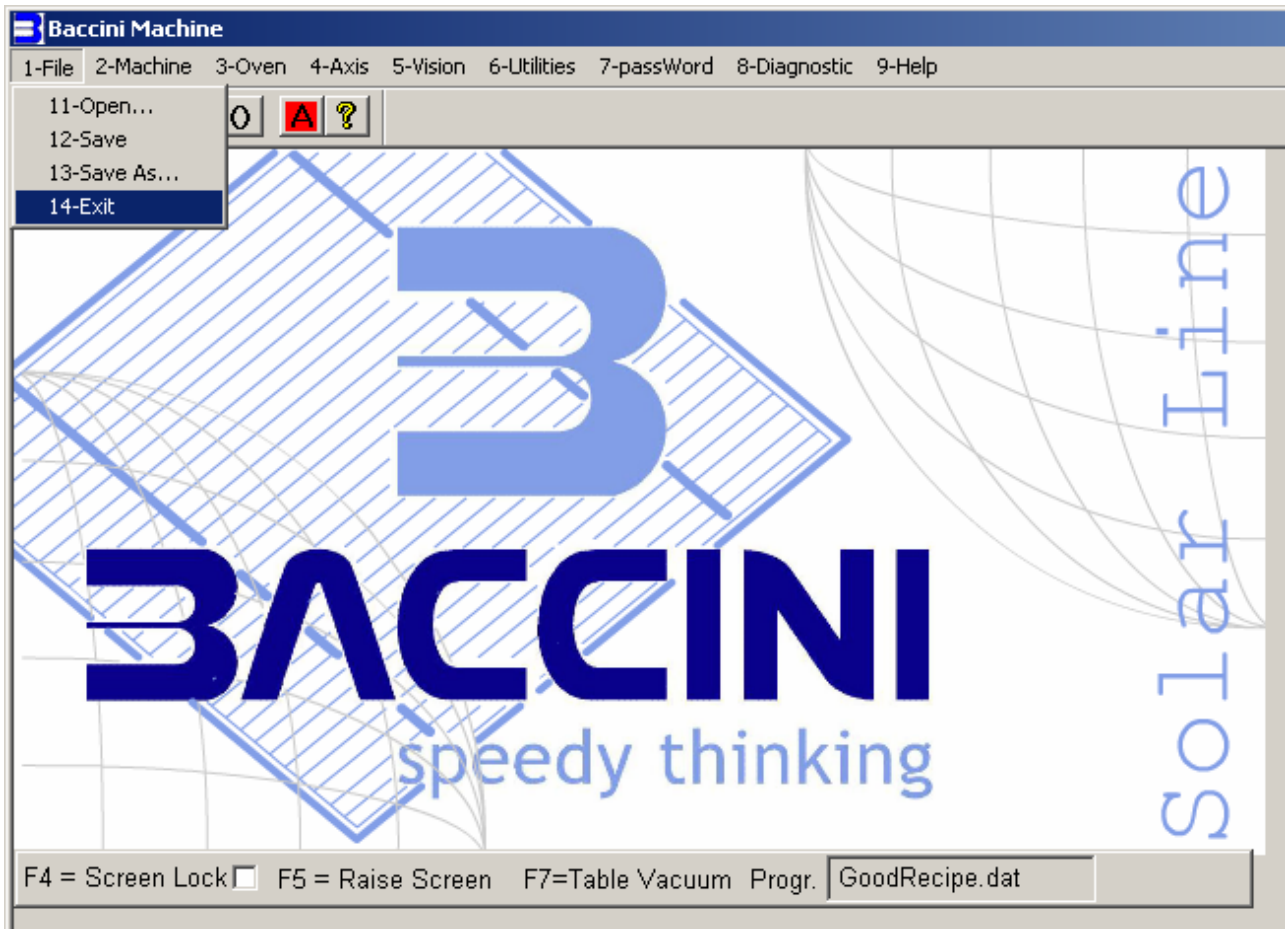 Baccini Machine
1-File 2-Machine 3-Oven 4-Axis 5-Vision 6-Utilities 7-passWord 8-Diagnostic 9-Help
11-Open...
12-Save
13-Save As...
14-Exit
O A ?
Solar Line
BACCINI
speedy thinking
F4 = Screen Lock F5 = Raise Screen F7=Table Vacuum Progr. GoodRecipe.dat